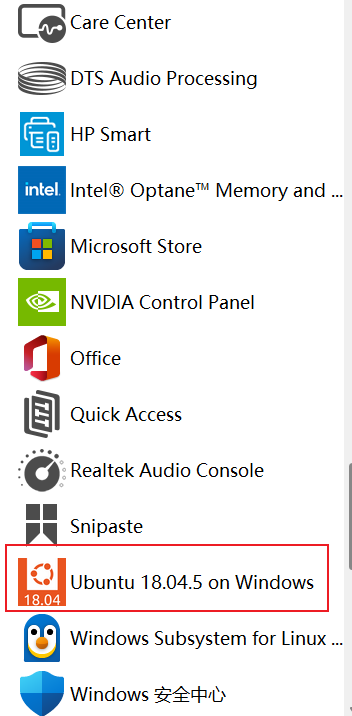 Care Center
DTS Audio Processing
HP Smart
intel.
Intel® Optane™ Memory and ...
Microsoft Store
NVIDIA Control Panel
Office
Quick Access
Realtek Audio Console
Snipaste
18.04
Ubuntu 18.04.5 on Windows
Windows Subsystem for Linux ...
Windows 安全中心